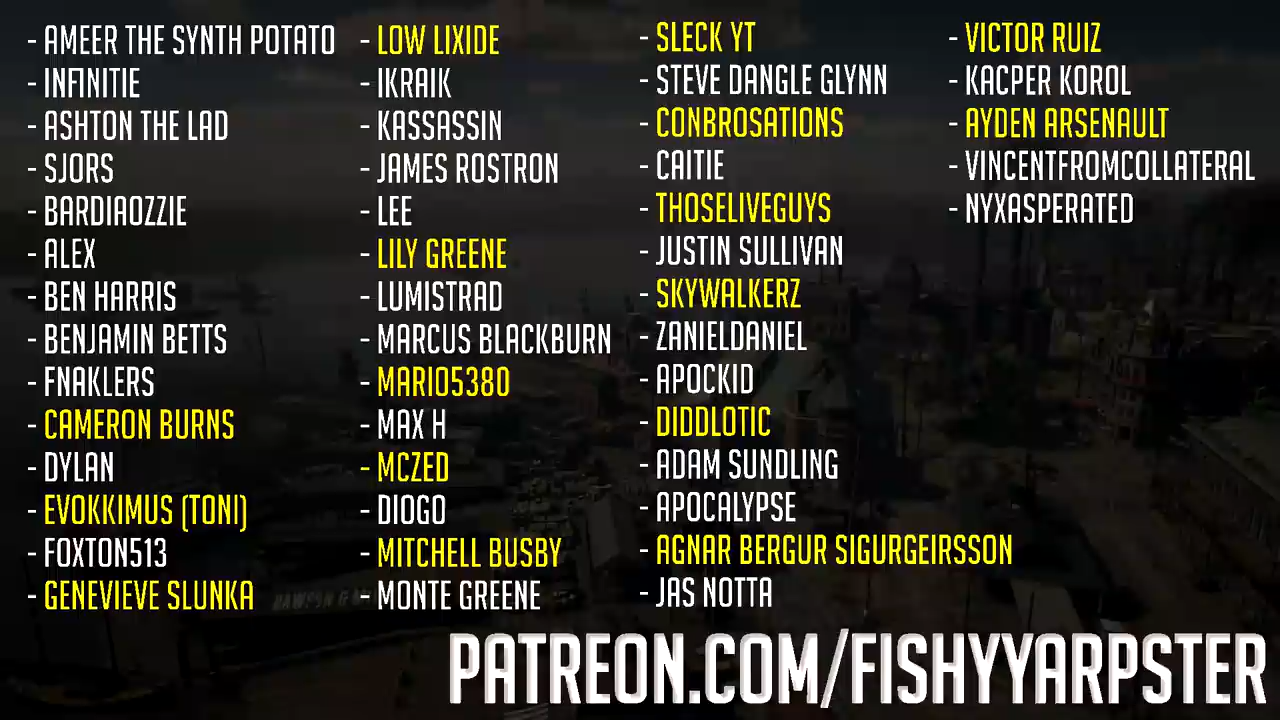 - AMEER THE SYNTH POTATO
- INFINITIE
- ASHTON THE LAD
- SJORS
- BARDIAOZZIE
- ALEX
- BEN HARRIS
- BENJAMIN BETTS
- FNAKLERS
- CAMERON BURNS
- DYLAN
- EVOKKIMUS (TONI)
- FOXTON513
- GENEVIEVE SLUNKA
- LOW LIXIDE
- IKRAIK
- KASSASSIN
- JAMES ROSTRON
- LEE
- LILY GREENE
- LUMISTRAD
- MARCUS BLACKBURN
- MARIO5380
- MAX H
- MCZED
- DIOGO
- MITCHELL BUSBY
- MONTE GREENE
- SLECK YT
- STEVE DANGLE GLYNN
- CONBROSATIONS
- CAITIE
- THOSELIVEGUYS
- JUSTIN SULLIVAN
- SKYWALKERZ
- ZANIELDANIEL
- APOCKID
- DIDDLOTIC
- ADAM SUNDLING
- APOCALYPSE
- AGNAR BERGUR SIGURGEIRSSON
- JAS NOTTA
- VICTOR RUIZ
- KACPER KOROL
- AYDEN ARSENAULT
- VINCENTFROMCOLLATERAL
- NYXASPERATED
PATREON.COM/FISHYYARPSTER